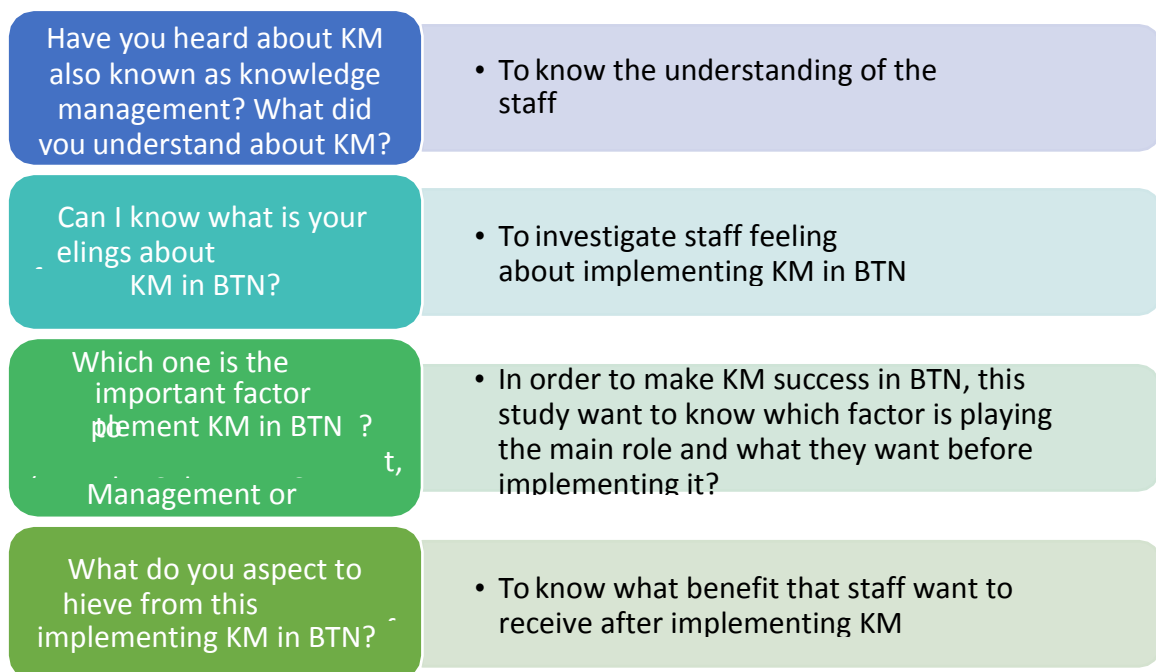 Have you heard about KM
also known as knowledge
management? What did
you understand about KM?
• To know the understanding of the
staff
Can I know what is your
elings about
KM in BTN?
• To investigate staff feeling
about implementing KM in BTN
Which one is the
important factor
to
plement KM in BTN ?
t,
Management or
• In order to make KM success in BTN, this
study want to know which factor is playing
the main role and what they want before
implementing it?
What do you aspect to
hieve from this
implementing KM in BTN?
• To know what benefit that staff want to
receive after implementing KM